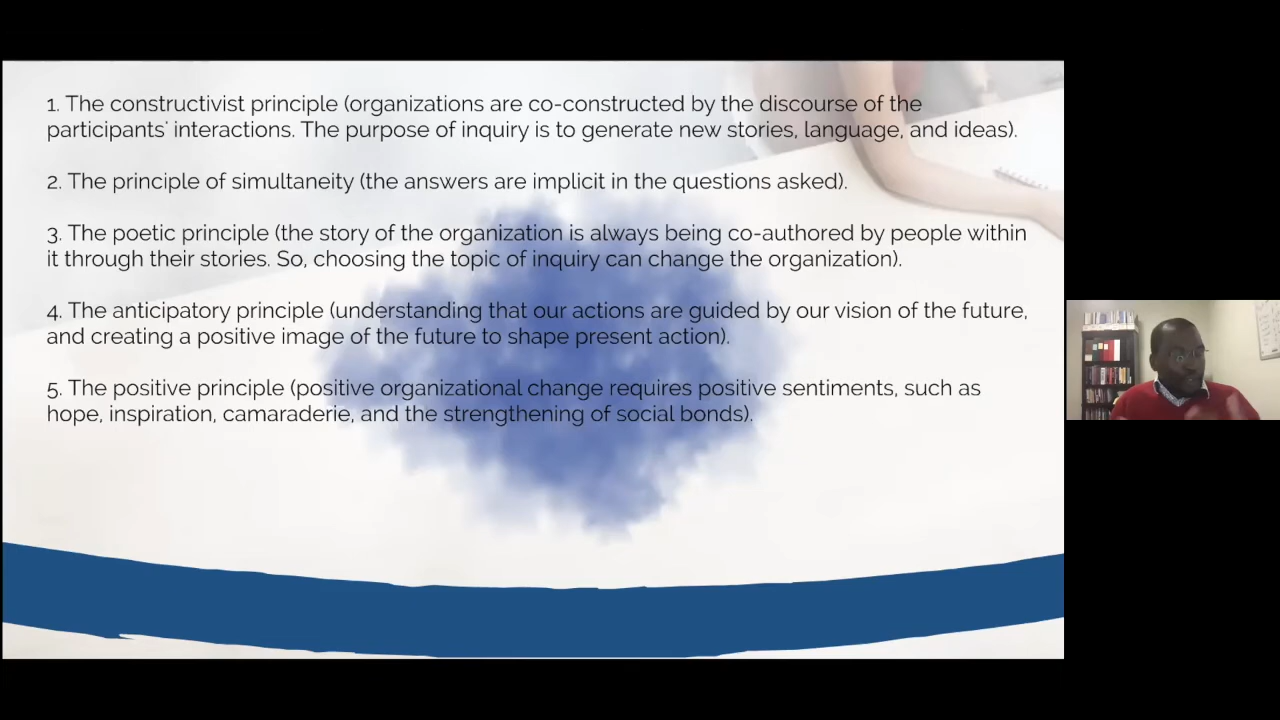 1. The constructivist principle (organizations are co-constructed by the discourse of the
participants' interactions. The purpose of inquiry is to generate new stories, language, and ideas).
2. The principle of simultaneity (the answers are implicit in the questions asked).
3. The poetic principle (the story of the organization is always being co-authored by people within
it through their stories. So, choosing the topic of inquiry can change the organization).
4. The anticipatory principle (understanding that our actions are guided by our vision of the future,
and creating a positive image of the future to shape present action).
5. The positive principle (positive organizational change requires positive sentiments, such as
hope, inspiration, camaraderie, and the strengthening of social bonds).